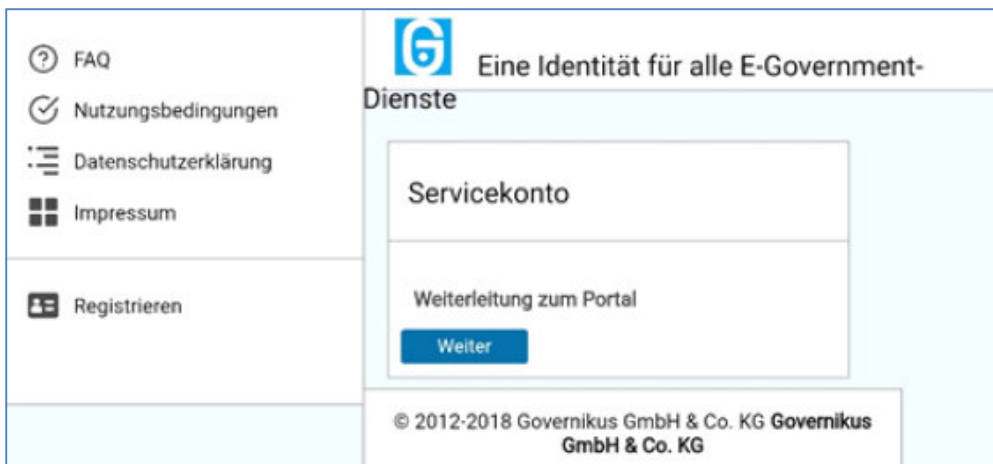 FAQ
Nutzungsbedingungen
Datenschutzerklärung
Impressum
Registrieren
G
Eine Identität für alle E-Government-
Dienste
Servicekonto
Weiterleitung zum Portal
Weiter
© 2012-2018 Governikus GmbH & Co. KG Governikus
GmbH & Co. KG